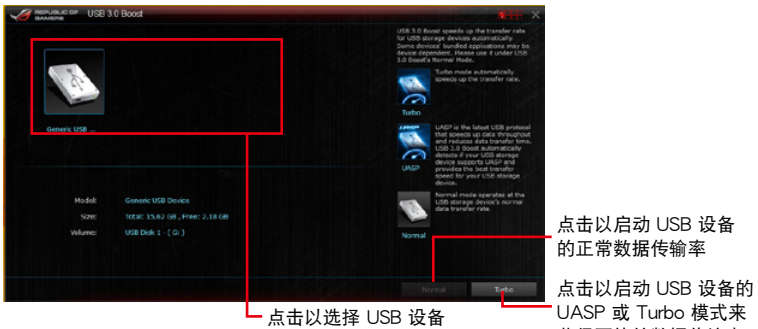 REPUBLIC OF
GAMERS
USB 3.0 Boost
USB 3.0 Boost speeds up the transfer rate
for USB storage devices automatically.
Some devices' bundled applications may be
device dependent. Please use it under USB
3.0 Boost's Normal Mode.
Turbo mode automatically
speeds up the transfer rate.
Turbo
Generic USB ...
UASP is the latest USB protocol
that speeds up data throughput
and reduces data transfer time.
USB 3.0 Boost automatically
detects if your USB storage
device supports UASP and
provides the best transfer
speed for your USB storage
device.
UASP
Normal mode operates at the
USB storage device's normal
data transfer rate.
Normal
Model: Generic USB Device
Size: Total: 15.62 GB , Free: 2.18 GB
Volume: USB Disk 1 - ( G: )
Normal
Turbo
点击以启动 USB 设备
的正常数据传输率
点击以启动 USB 设备的
UASP 或 Turbo 模式来
点击以选择 USB 设备